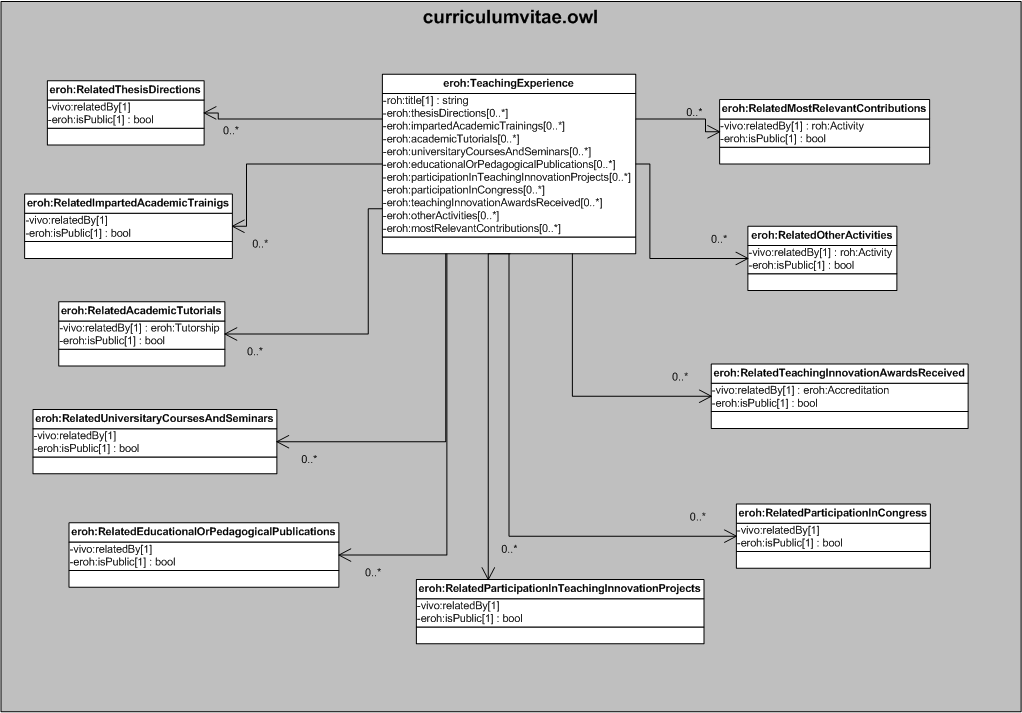 curriculumvitae.owl
eroh:TeachingExperience
-roh:title[1] : string
-eroh:thesisDirections[0..*]
-eroh:impartedAcademicTrainings[0..*]
-eroh:academicTutorials[0..*]
-eroh:universitaryCoursesAndSeminars[0..*]
-eroh:educationalOrPedagogicalPublications[0..*]
-eroh:participationInTeachingInnovationProjects[0..*]
-eroh:participationInCongress[0..*]
-eroh:teachingInnovationAwardsReceived[0..*]
-eroh:otherActivities[0..*]
-eroh:mostRelevantContributions[0..*]
eroh:RelatedThesisDirections
-vivo:relatedBy[1]
-eroh:isPublic[1] : bool
0..*
eroh:RelatedMostRelevantContributions
-vivo:relatedBy[1] : roh:Activity
-eroh:isPublic[1] : bool
0..*
eroh:RelatedImpartedAcademicTrainigs
-vivo:relatedBy[1]
-eroh:isPublic[1] : bool
0..*
eroh:RelatedOtherActivities
-vivo:relatedBy[1] : roh:Activity
-eroh:isPublic[1] : bool
0..*
eroh:RelatedAcademicTutorials
-vivo:relatedBy[1] : eroh:Tutorship
-eroh:isPublic[1] : bool
0..*
eroh:RelatedTeachingInnovationAwardsReceived
-vivo:relatedBy[1] : eroh:Accreditation
-eroh:isPublic[1] : bool
0..*
eroh:RelatedUniversitaryCoursesAndSeminars
-vivo:relatedBy[1]
-eroh:isPublic[1] : bool
0..*
eroh:RelatedParticipationInCongress
-vivo:relatedBy[1]
-eroh:isPublic[1] : bool
0..*
eroh:RelatedEducationalOrPedagogicalPublications
-vivo:relatedBy[1]
-eroh:isPublic[1] : bool
0..*
0..*
eroh:RelatedParticipationInTeachingInnovationProjects
-vivo:relatedBy[1]
-eroh:isPublic[1] : bool